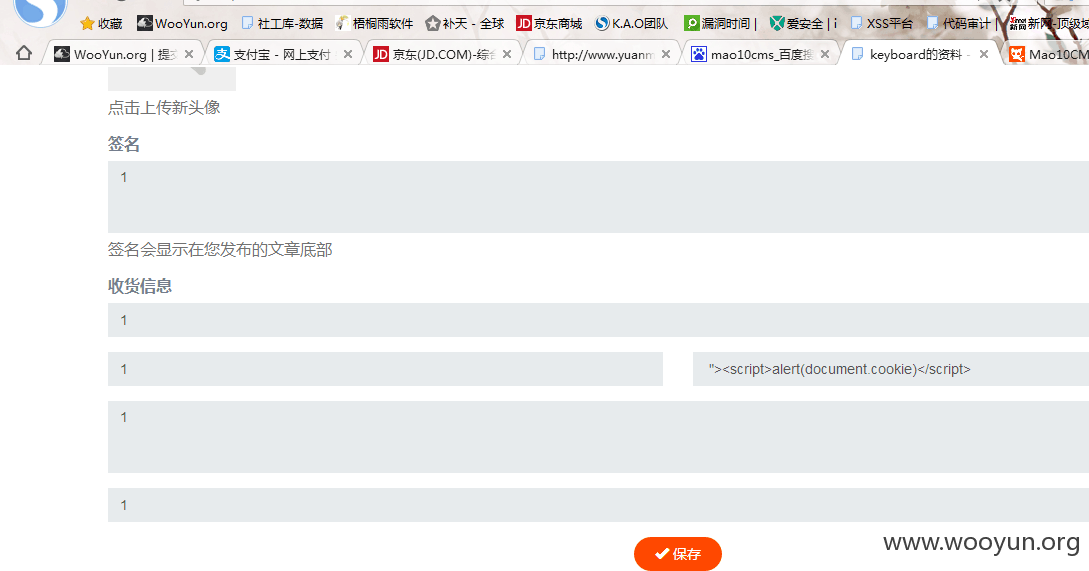 收藏 WooYun.org 社工库-数据 梧桐雨软件 补天 - 全球 JD 京东商城 K.A.O团队 漏洞时间 | 爱安全 | i XSS平台 代码审计 | 新网-顶级域
WooYun.org | 提交 支付宝 - 网上支付 JD 京东(JD.COM)-综合 http://www.yuanm mao10cms_百度搜 keyboard的资料 - Mao10CM
点击上传新头像
签名
1
签名会显示在您发布的文章底部
收货信息
1
1 "><script>alert(document.cookie)</script>
1
1
保存
www.wooyun.org